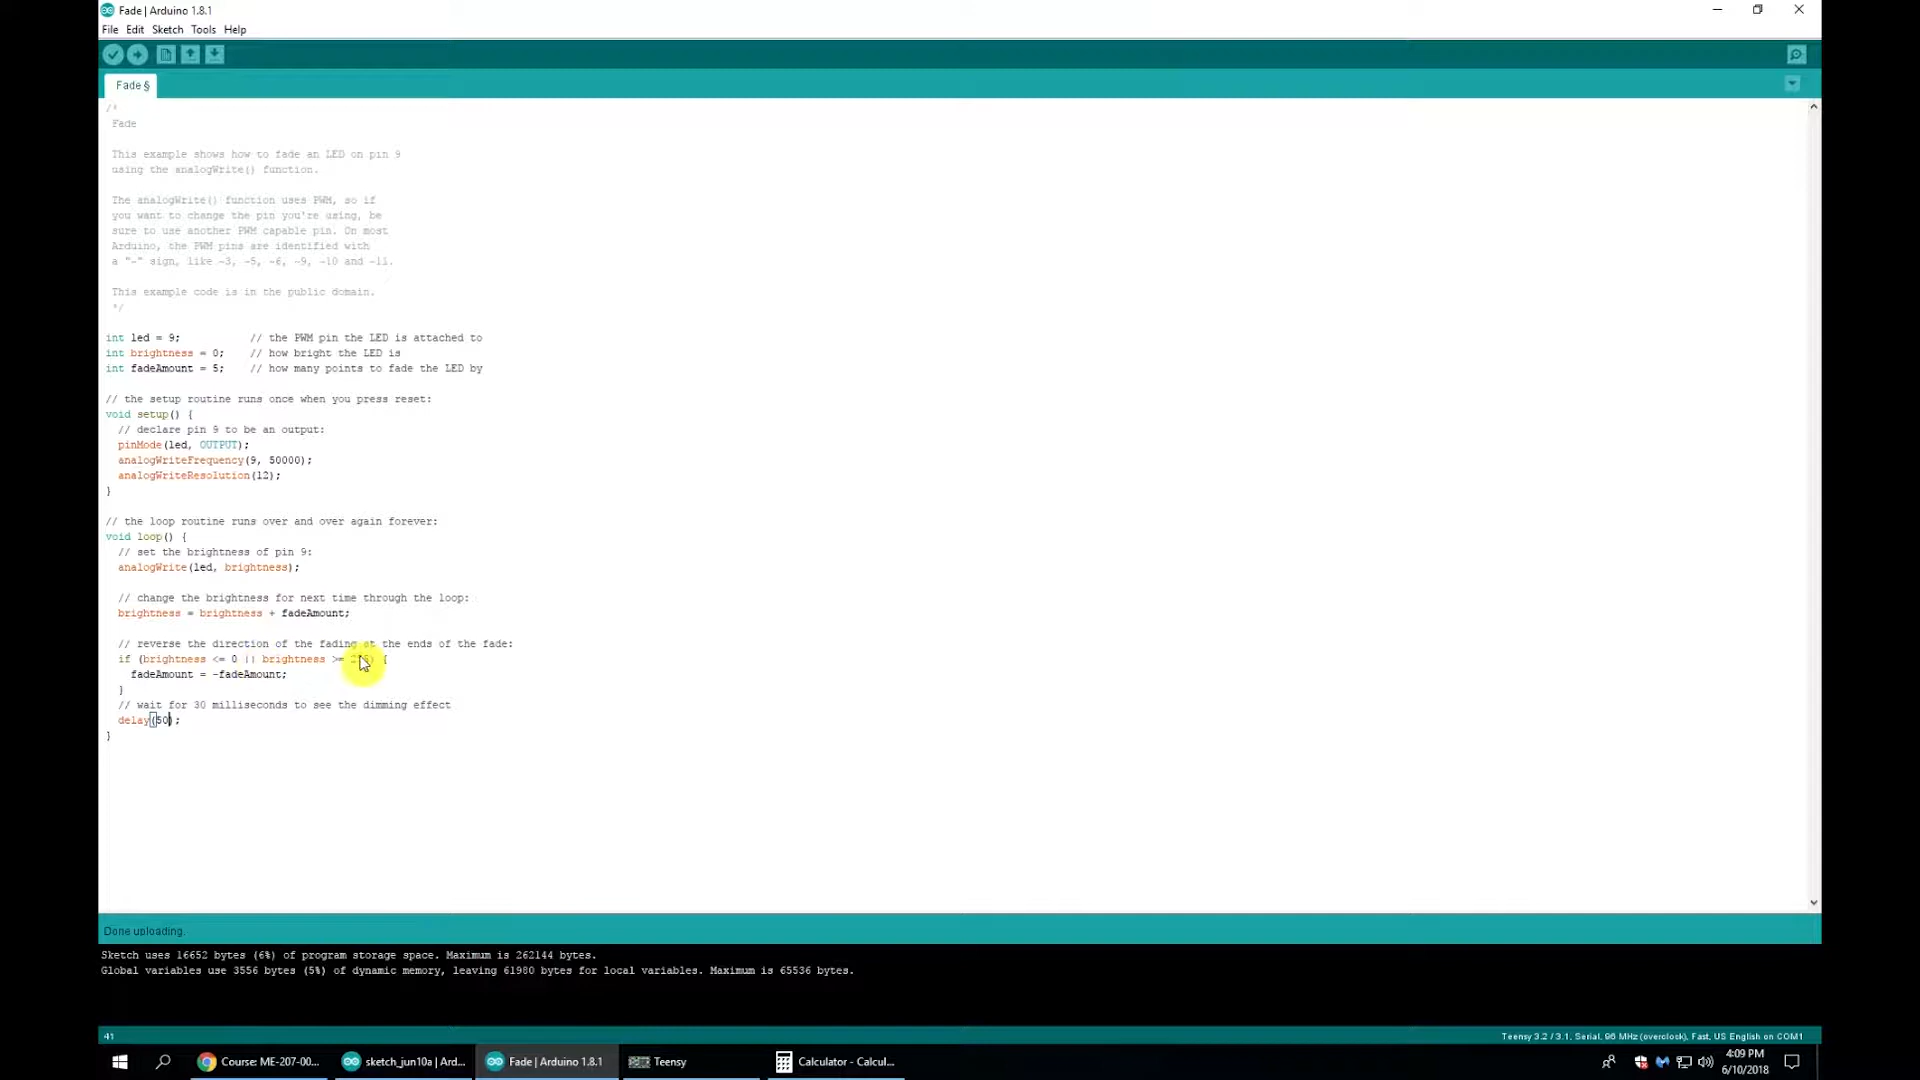 Fade | Arduino 1.8.1
File Edit Sketch Tools Help
Fade §
/*
Fade
This example shows how to fade an LED on pin 9
using the analogWrite() function.
The analogWrite() function uses PWM, so if
you want to change the pin you're using, be
sure to use another PWM capable pin. On most
Arduino, the PWM pins are identified with
a "~" sign, like ~3, ~5, ~6, ~9, ~10 and ~11.
This example code is in the public domain.
*/
int led = 9; // the PWM pin the LED is attached to
int brightness = 0; // how bright the LED is
int fadeAmount = 5; // how many points to fade the LED by
// the setup routine runs once when you press reset:
void setup() {
// declare pin 9 to be an output:
pinMode(led, OUTPUT);
analogWriteFrequency(9, 50000);
analogWriteResolution(12);
}
// the loop routine runs over and over again forever:
void loop() {
// set the brightness of pin 9:
analogWrite(led, brightness);
// change the brightness for next time through the loop:
brightness = brightness + fadeAmount;
// reverse the direction of the fading at the ends of the fade:
if (brightness <= 0 || brightness >= ) {
fadeAmount = -fadeAmount;
}
// wait for 30 milliseconds to see the dimming effect
delay(50);
}
Done uploading.
Sketch uses 16652 bytes (6%) of program storage space. Maximum is 262144 bytes.
Global variables use 3556 bytes (5%) of dynamic memory, leaving 61980 bytes for local variables. Maximum is 65536 bytes.
41 Teensy 3.2 / 3.1, Serial, 96 MHz (overclock), Fast, US English on COM1
Course: ME-207-00... sketch_jun10a | Ard... Fade | Arduino 1.8.1 Teensy Calculator - Calcul... 4:09 PM
6/10/2018